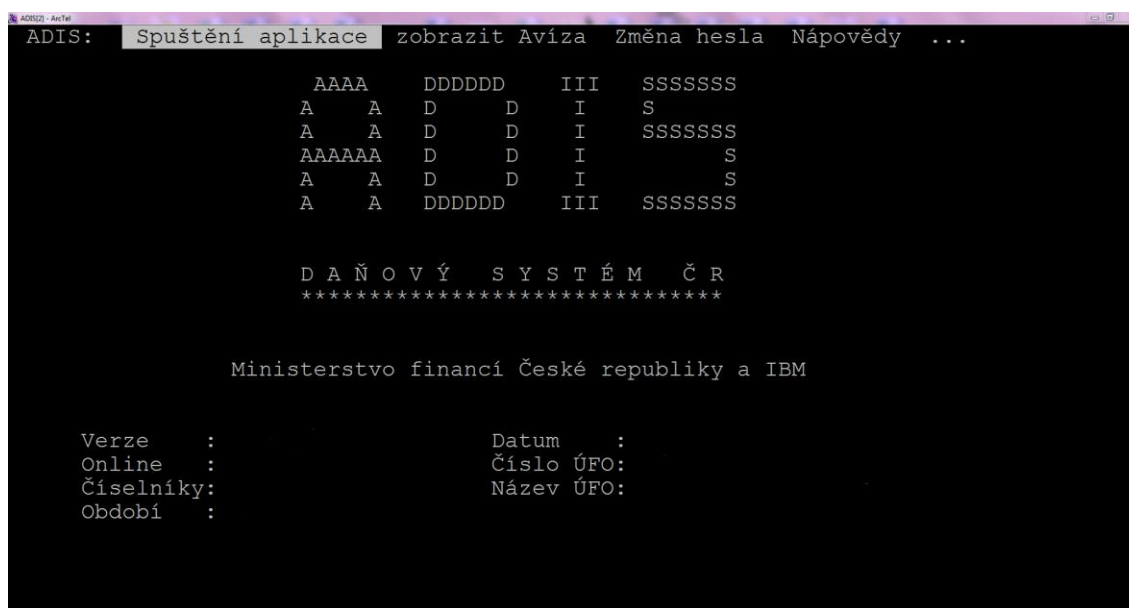 ADIS[2] - ArcTel
ADIS: Spuštění aplikace zobrazit Avíza Změna hesla Nápovědy ...
AAAA DDDDDD III SSSSSSS
A A D D I S
A A D D I SSSSSSS
AAAAAA D D I S
A A D D I S
A A DDDDDD III SSSSSSS
D A Ň O V Ý S Y S T É M Č R
*******************************
Ministerstvo financí České republiky a IBM
Verze : Datum :
Online : Číslo ÚFO:
Číselníky: Název ÚFO:
Období :